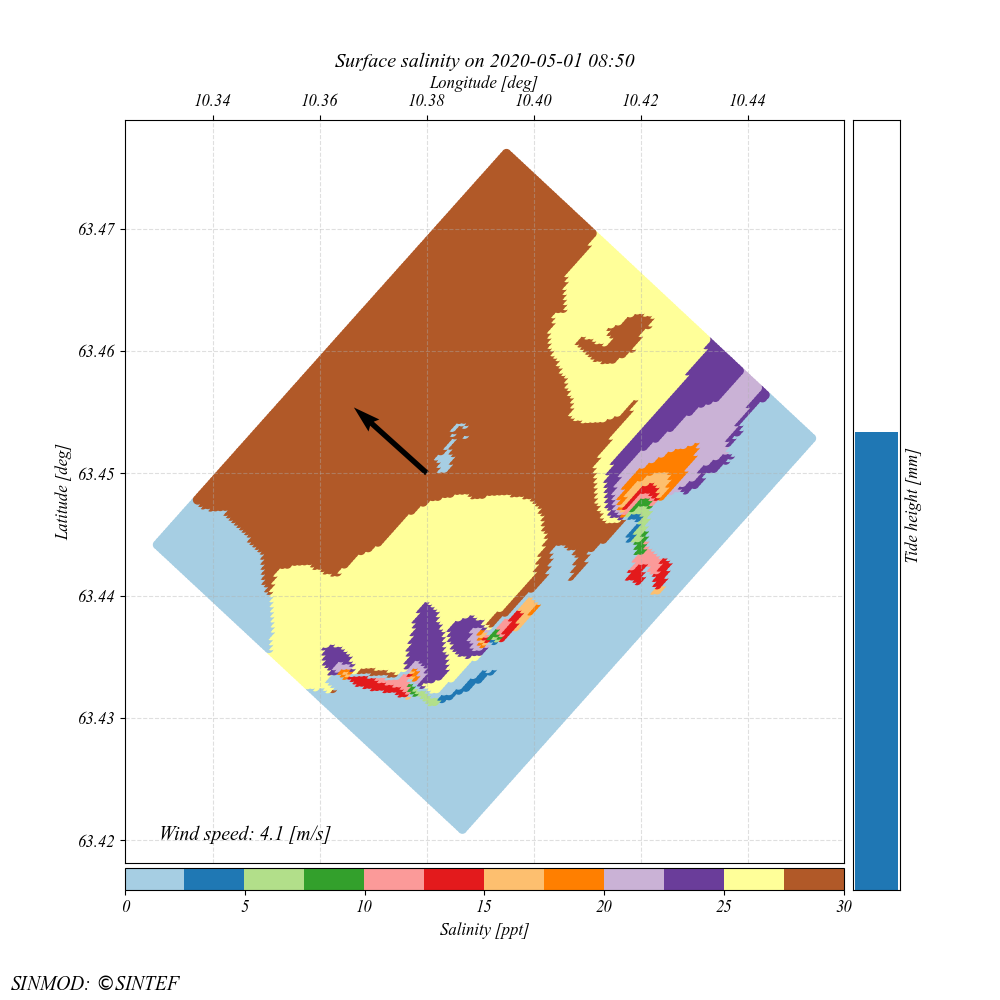 Surface salinity on 2020-05-01 08:50
Longitude [deg]
10.34 10.36 10.38 10.40 10.42 10.44
63.47
63.46
63.45
63.44
63.43
63.42
Latitude [deg]
Tide height [mm]
Wind speed: 4.1 [m/s]
0 5 10 15 20 25 30
Salinity [ppt]
SINMOD: ©SINTEF